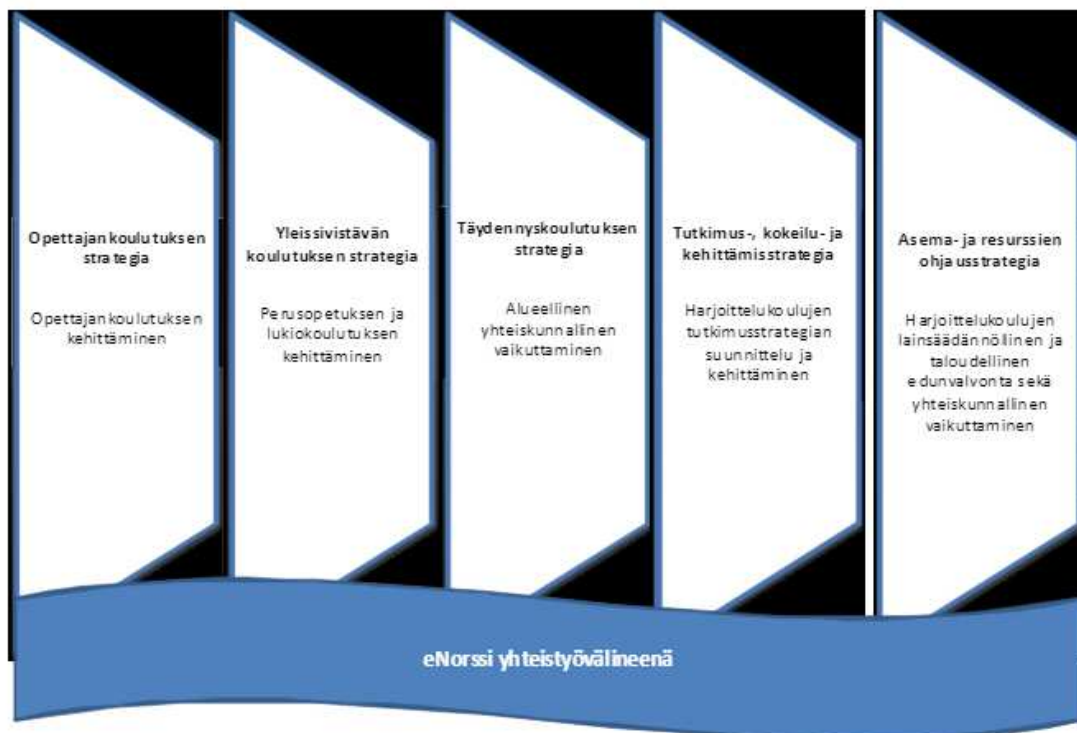 Opettajankoulutuksen
strategia
Opettajankoulutuksen
kehittäminen
Yleissivistävän
koulutuksen strategia
Perusopetuksen ja
lukiokoulutuksen
kehittäminen
Täydennyskoulutuksen
strategia
Alueellinen
yhteiskunnallinen
vaikuttaminen
Tutkimus-, kokeilu- ja
kehittämisstrategia
Harjoittelukoulujen
tutkimusstrategian
suunnittelu ja
kehittäminen
Asema- ja resurssien
ohjausstrategia
Harjoittelukoulujen
lainsäädännöllinen ja
taloudellinen
edunvalvonta sekä
yhteiskunnallinen
vaikuttaminen
eNorssi yhteistyövälineenä